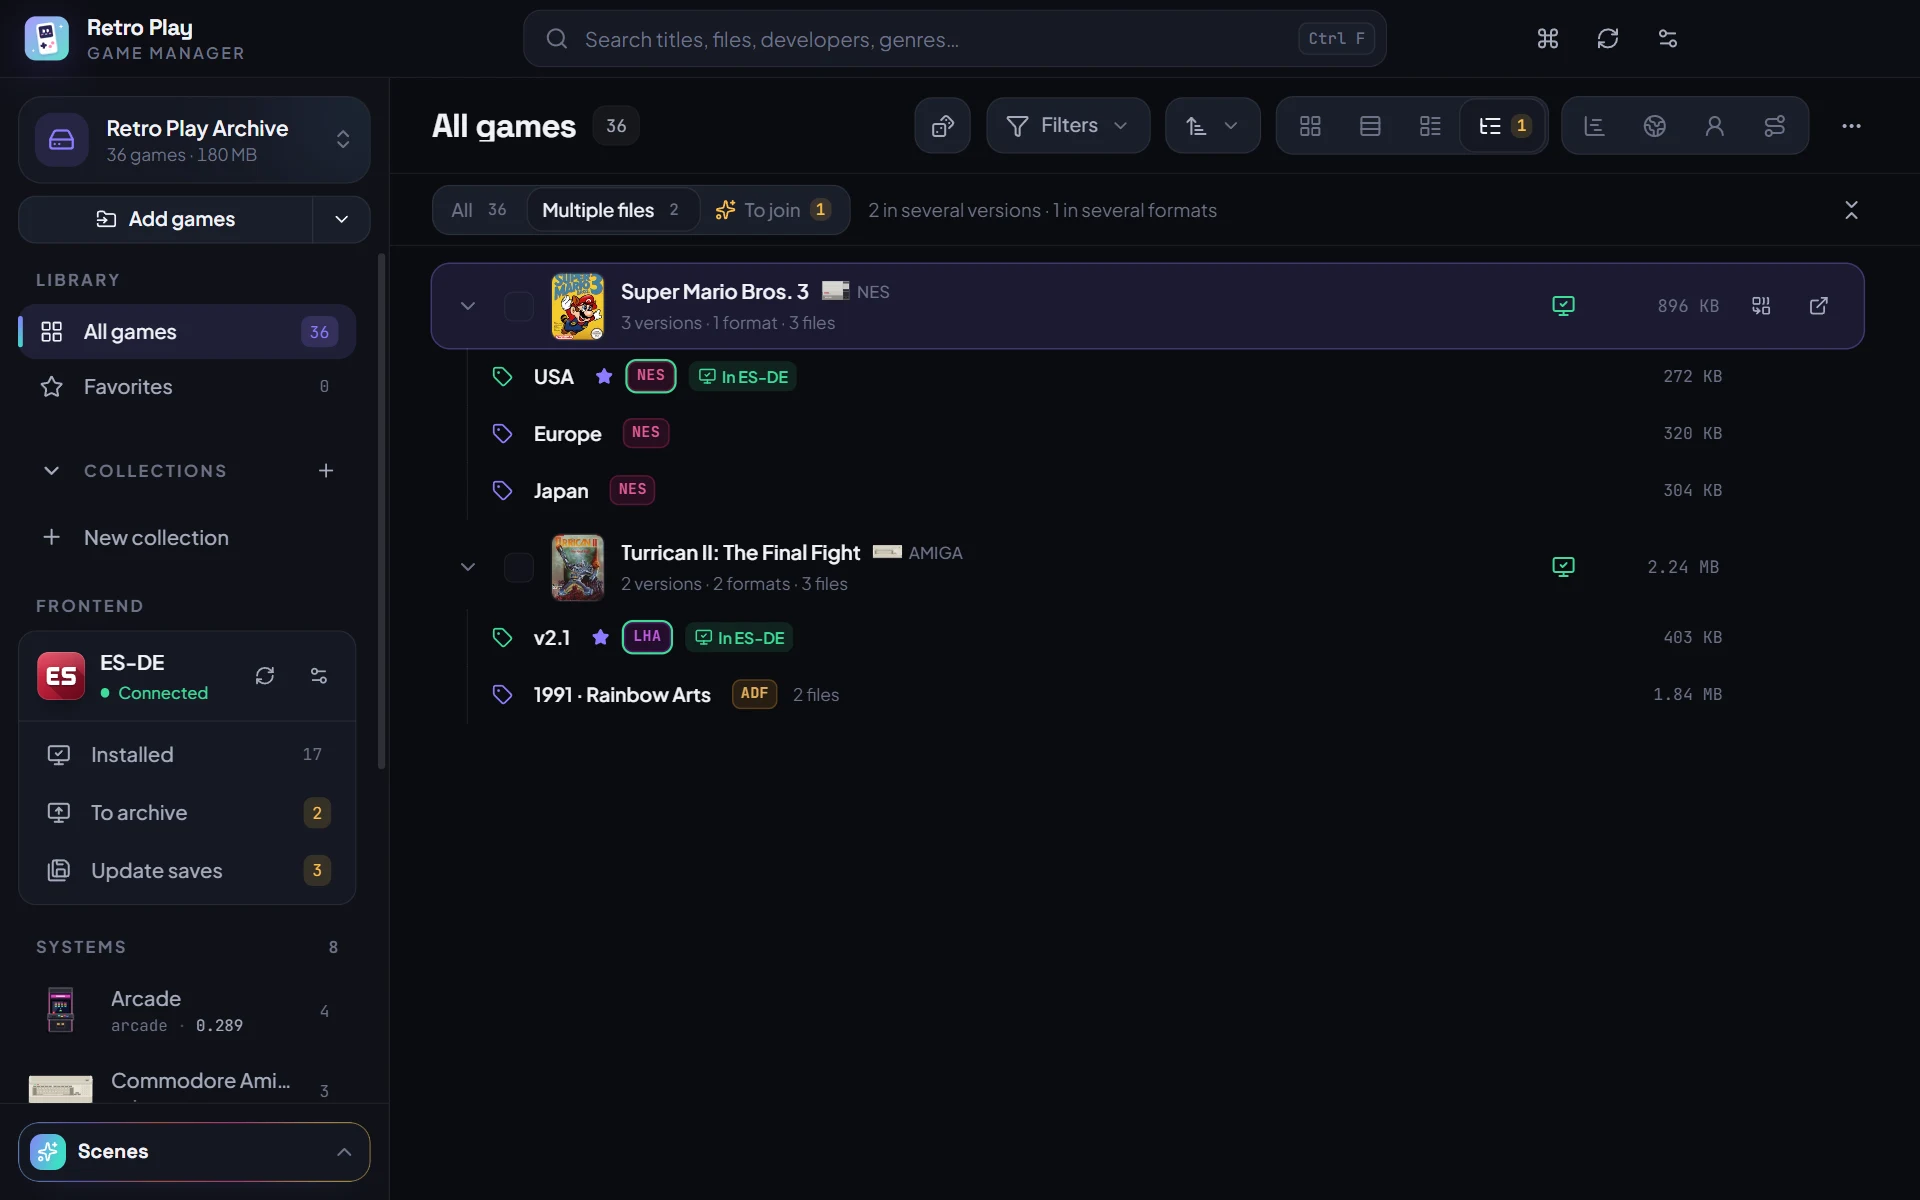 Retro Play
GAME MANAGER
Search titles, files, developers, genres...
Ctrl F
Retro Play Archive
36 games · 180 MB
Add games
LIBRARY
All games 36
Favorites 0
COLLECTIONS
New collection
FRONTEND
ES
ES-DE
Connected
Installed 17
To archive 2
Update saves 3
SYSTEMS 8
Arcade
arcade · 0.289
4
Commodore Ami...
3
Scenes
All games 36
Filters
1
All 36
Multiple files 2
To join 1
2 in several versions · 1 in several formats
SUPER
MARIO BROS.
3
Super Mario Bros. 3 NES
3 versions · 1 format · 3 files
896 KB
USA NES In ES-DE 272 KB
Europe NES 320 KB
Japan NES 304 KB
Turrican II: The Final Fight AMIGA
2 versions · 2 formats · 3 files
2.24 MB
v2.1 LHA In ES-DE 403 KB
1991 · Rainbow Arts ADF 2 files 1.84 MB